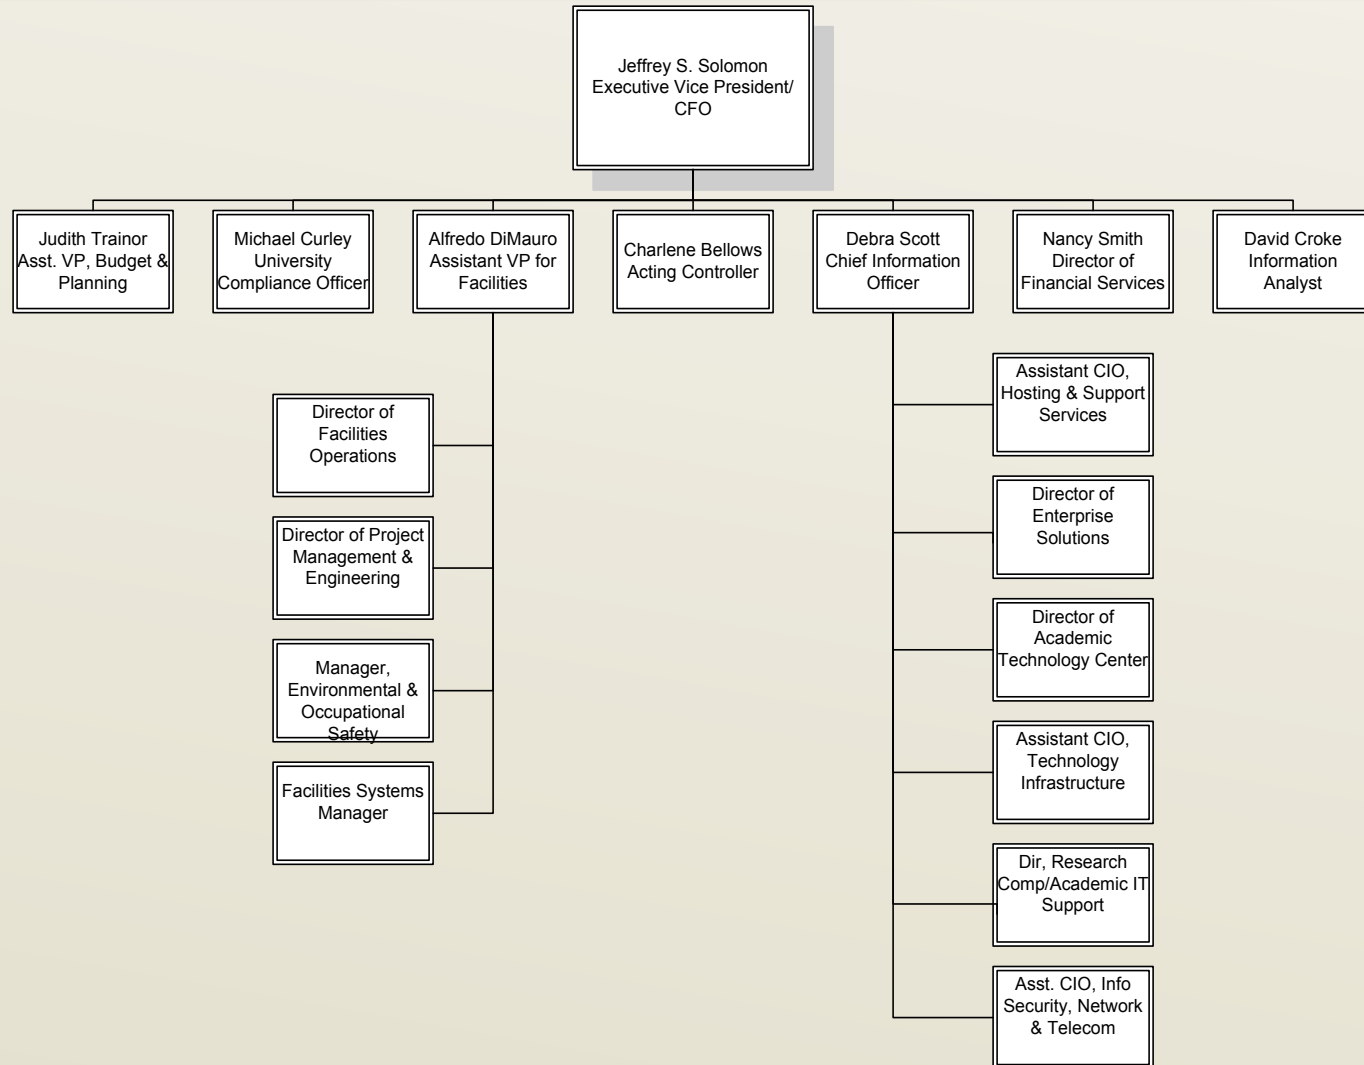 Jeffrey S. Solomon
Executive Vice President/
CFO
Judith Trainor
Asst. VP, Budget &
Planning
Michael Curley
University
Compliance Officer
Alfredo DiMauro
Assistant VP for
Facilities
Charlene Bellows
Acting Controller
Debra Scott
Chief Information
Officer
Nancy Smith
Director of
Financial Services
David Croke
Information
Analyst
Director of
Facilities
Operations
Director of Project
Management &
Engineering
Manager,
Environmental &
Occupational
Safety
Facilities Systems
Manager
Assistant CIO,
Hosting & Support
Services
Director of
Enterprise
Solutions
Director of
Academic
Technology Center
Assistant CIO,
Technology
Infrastructure
Dir, Research
Comp/Academic IT
Support
Asst. CIO, Info
Security, Network
& Telecom